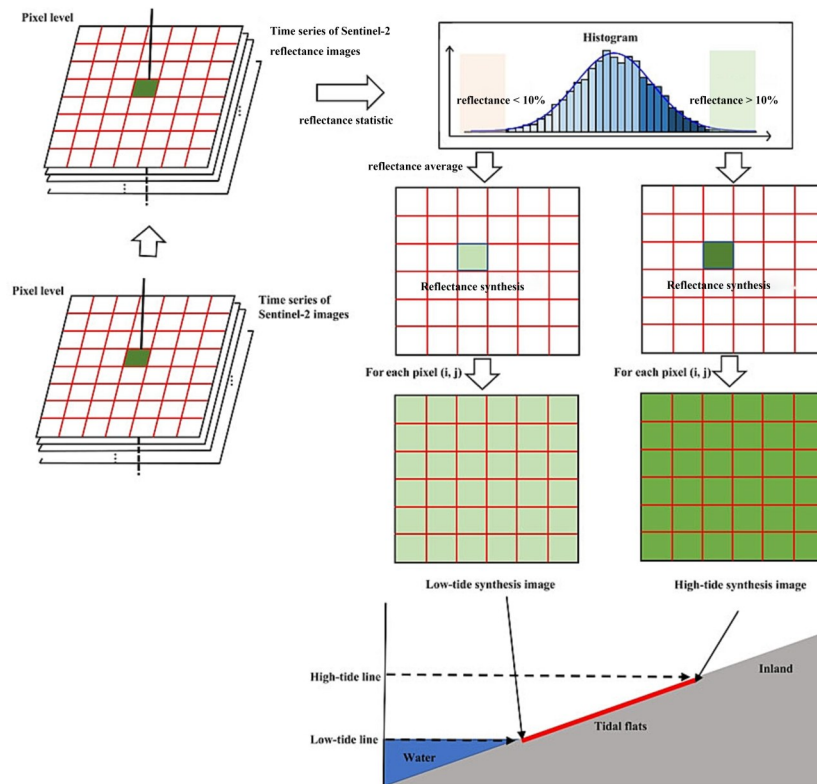 Pixel level
Time series of Sentinel-2
reflectance images
reflectance statistic
Histogram
reflectance < 10%
reflectance > 10%
reflectance average
Reflectance synthesis
Reflectance synthesis
Pixel level
Time series of
Sentinel-2 images
For each pixel (i, j)
For each pixel (i, j)
Low-tide synthesis image
High-tide synthesis image
High-tide line
Inland
Low-tide line
Tidal flats
Water